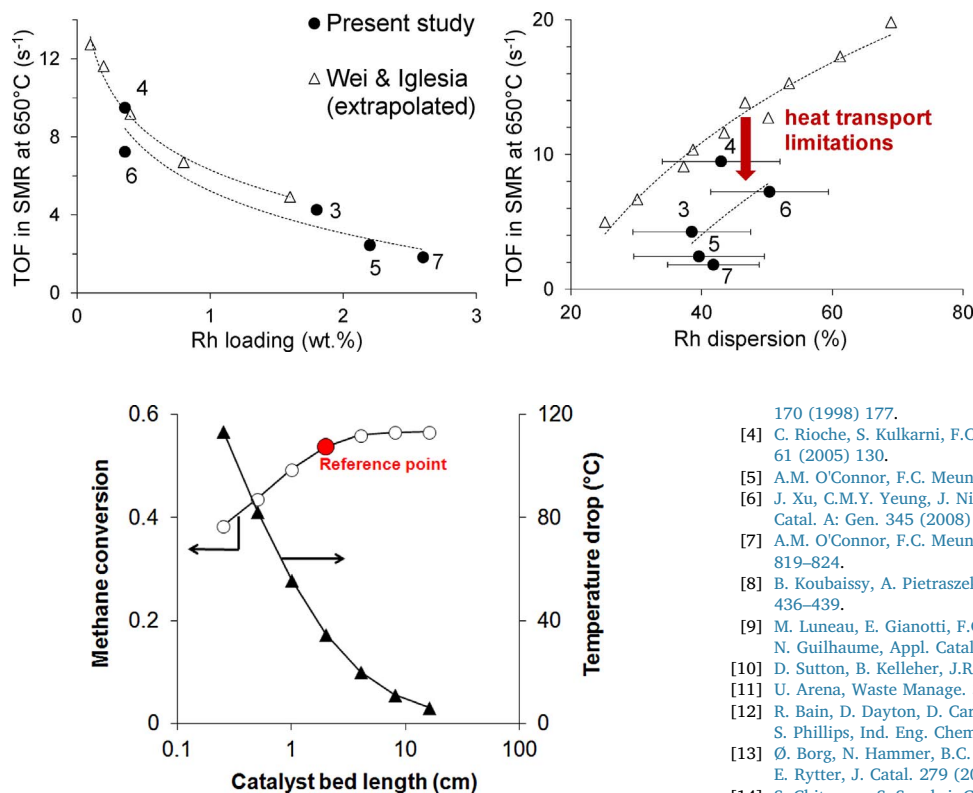 TOF in SMR at 650°C (s⁻¹)
12
8
4
0
0
1
2
3
Rh loading (wt.%)
Present study
Wei & Iglesia
(extrapolated)
4
6
3
5
7
TOF in SMR at 650°C (s⁻¹)
20
10
0
20
40
60
80
Rh dispersion (%)
heat transport
limitations
4
6
3
5
7
Methane conversion
0.6
0.4
0.2
0
0.1
1
10
100
Catalyst bed length (cm)
Reference point
120
80
40
0
Temperature drop (°C)
170 (1998) 177.
[4] C. Rioche, S. Kulkarni, F.C
61 (2005) 130.
[5] A.M. O'Connor, F.C. Meun
[6] J. Xu, C.M.Y. Yeung, J. Ni
Catal. A: Gen. 345 (2008)
[7] A.M. O'Connor, F.C. Meun
819–824.
[8] B. Koubaissy, A. Pietraszel
436–439.
[9] M. Luneau, E. Gianotti, F.C
N. Guilhaume, Appl. Catal
[10] D. Sutton, B. Kelleher, J.R
[11] U. Arena, Waste Manage.
[12] R. Bain, D. Dayton, D. Car
S. Phillips, Ind. Eng. Chem
[13] Ø. Borg, N. Hammer, B.C.
E. Rytter, J. Catal. 279 (20